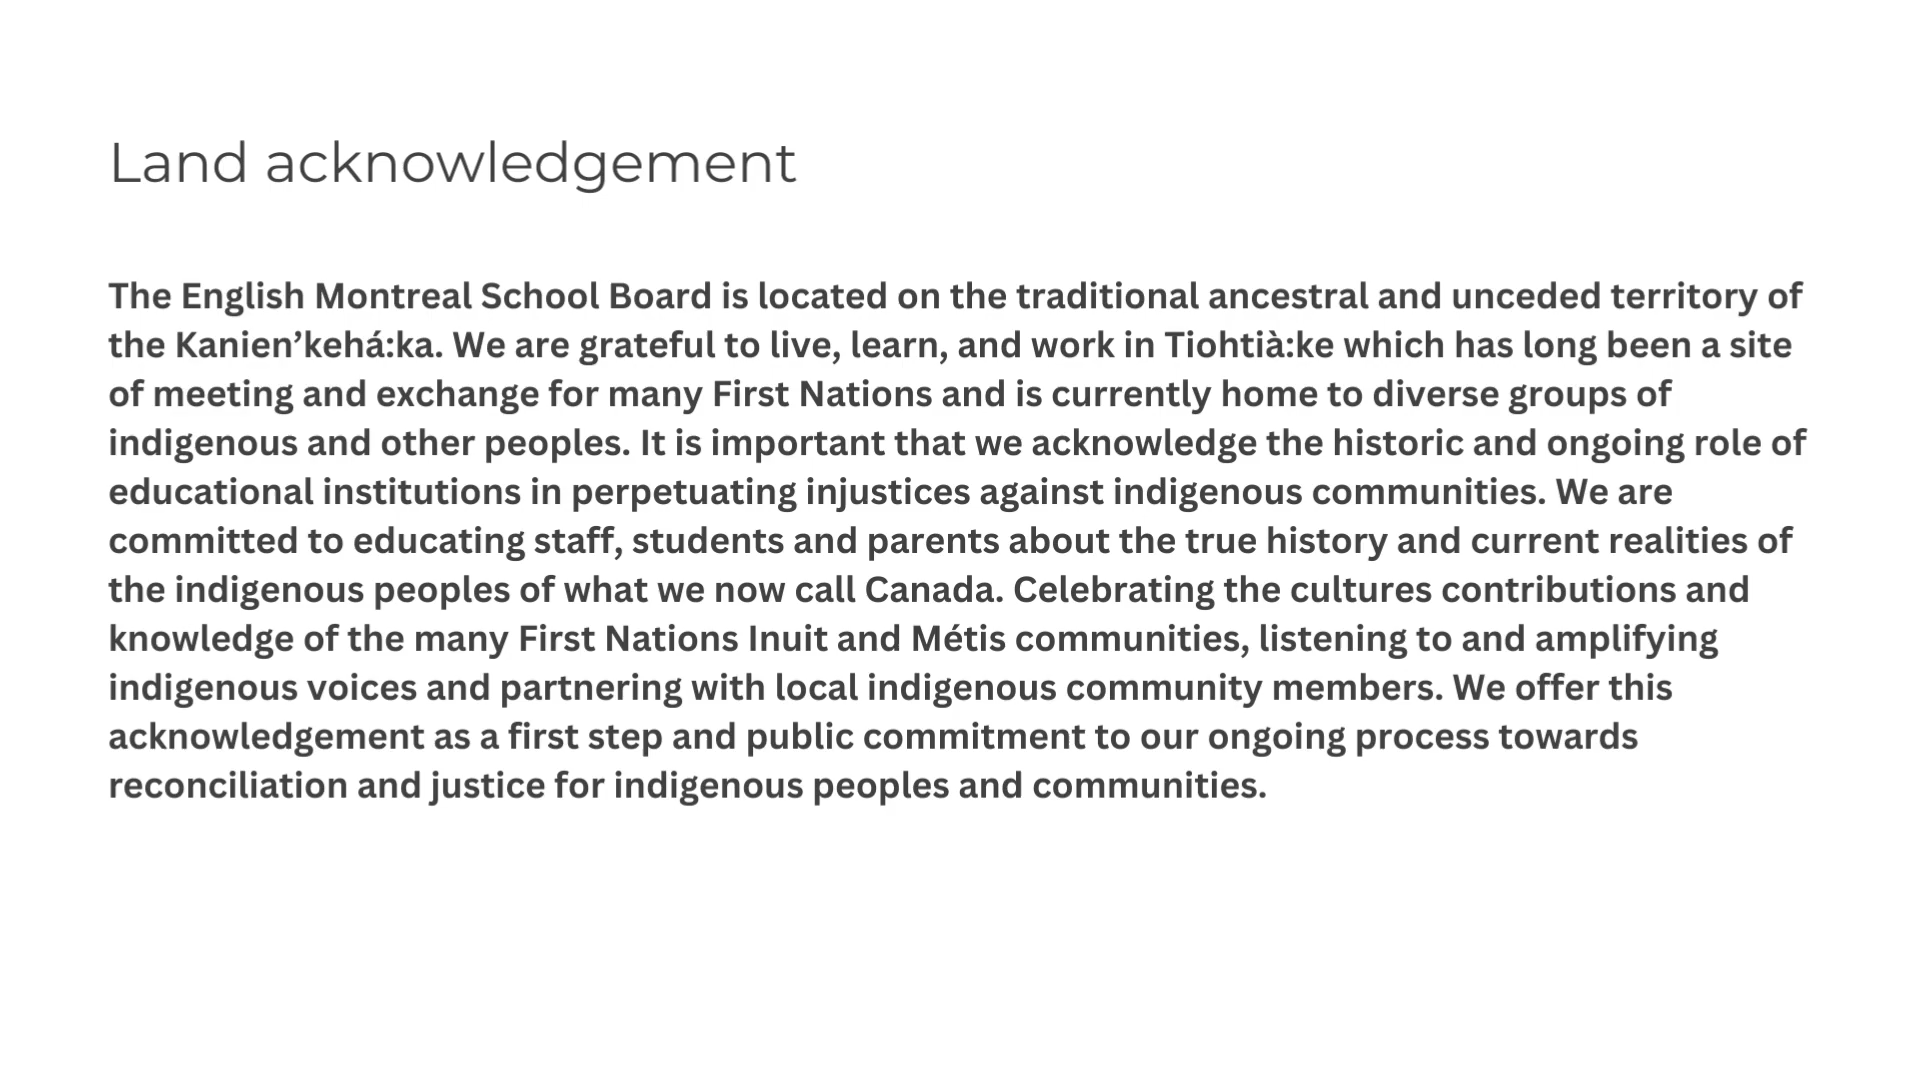 Land acknowledgement
The English Montreal School Board is located on the traditional ancestral and unceded territory of
the Kanien’kehá:ka. We are grateful to live, learn, and work in Tiohtià:ke which has long been a site
of meeting and exchange for many First Nations and is currently home to diverse groups of
indigenous and other peoples. It is important that we acknowledge the historic and ongoing role of
educational institutions in perpetuating injustices against indigenous communities. We are
committed to educating staff, students and parents about the true history and current realities of
the indigenous peoples of what we now call Canada. Celebrating the cultures contributions and
knowledge of the many First Nations Inuit and Métis communities, listening to and amplifying
indigenous voices and partnering with local indigenous community members. We offer this
acknowledgement as a first step and public commitment to our ongoing process towards
reconciliation and justice for indigenous peoples and communities.